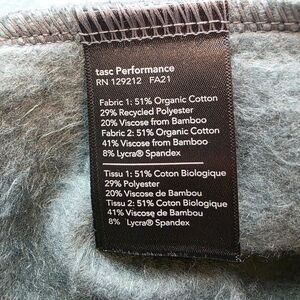 tasc Performance
RN 129212 FA21
Fabric 1: 51% Organic Cotton
29% Recycled Polyester
20% Viscose from Bamboo
Fabric 2: 51% Organic Cotton
41% Viscose from Bamboo
8% Lycra® Spandex
Tissu 1: 51% Coton Biologique
29% Polyester
20% Viscose de Bambou
Tissu 2: 51% Coton Biologique
41% Viscose de Bambou
8% Lycra® Spandex